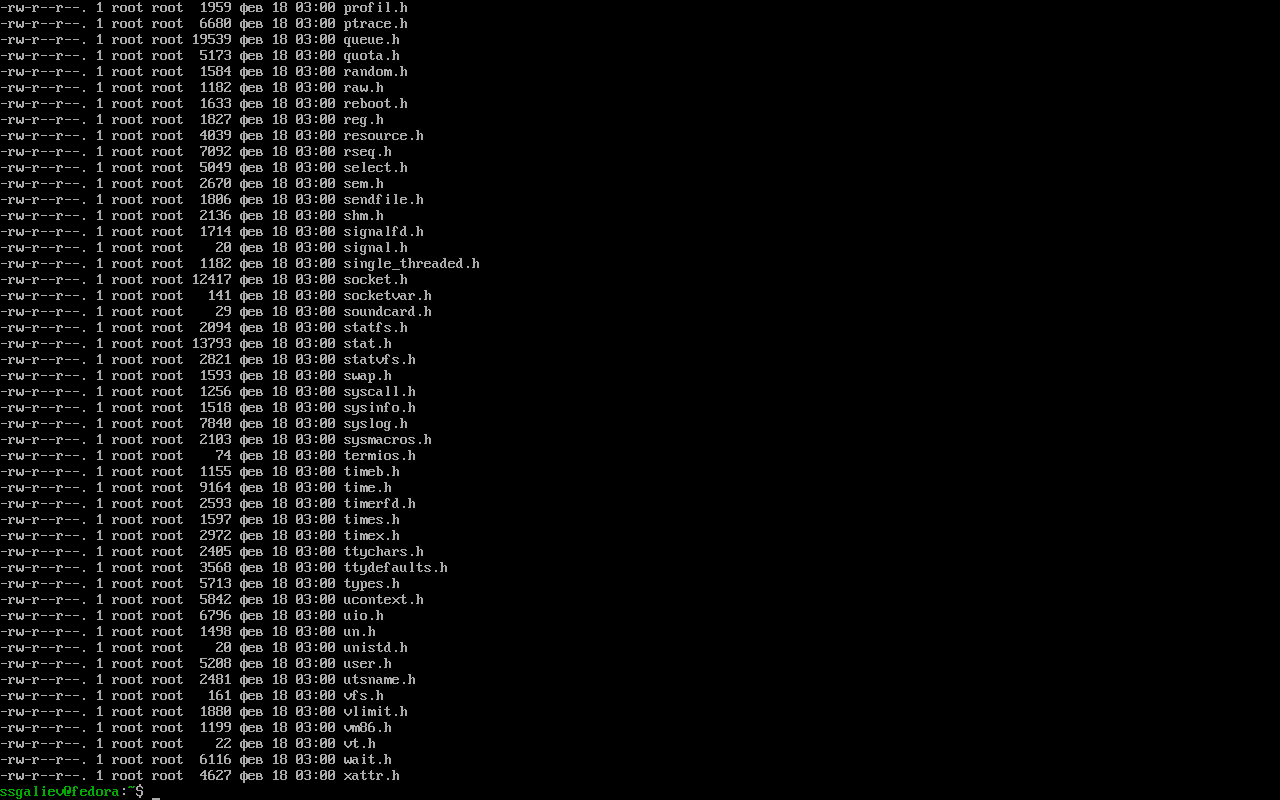 -rw-r--r--. 1 root root  1959 фев 18 03:00 profil.h
-rw-r--r--. 1 root root  6680 фев 18 03:00 ptrace.h
-rw-r--r--. 1 root root 19539 фев 18 03:00 queue.h
-rw-r--r--. 1 root root  5173 фев 18 03:00 quota.h
-rw-r--r--. 1 root root  1584 фев 18 03:00 random.h
-rw-r--r--. 1 root root  1182 фев 18 03:00 raw.h
-rw-r--r--. 1 root root  1633 фев 18 03:00 reboot.h
-rw-r--r--. 1 root root  1827 фев 18 03:00 reg.h
-rw-r--r--. 1 root root  4039 фев 18 03:00 resource.h
-rw-r--r--. 1 root root  7092 фев 18 03:00 rseq.h
-rw-r--r--. 1 root root  5049 фев 18 03:00 select.h
-rw-r--r--. 1 root root  2670 фев 18 03:00 sem.h
-rw-r--r--. 1 root root  1806 фев 18 03:00 sendfile.h
-rw-r--r--. 1 root root  2136 фев 18 03:00 shm.h
-rw-r--r--. 1 root root  1714 фев 18 03:00 signalfd.h
-rw-r--r--. 1 root root    20 фев 18 03:00 signal.h
-rw-r--r--. 1 root root  1182 фев 18 03:00 single_threaded.h
-rw-r--r--. 1 root root 12417 фев 18 03:00 socket.h
-rw-r--r--. 1 root root   141 фев 18 03:00 socketvar.h
-rw-r--r--. 1 root root    29 фев 18 03:00 soundcard.h
-rw-r--r--. 1 root root  2094 фев 18 03:00 statfs.h
-rw-r--r--. 1 root root 13793 фев 18 03:00 stat.h
-rw-r--r--. 1 root root  2821 фев 18 03:00 statvfs.h
-rw-r--r--. 1 root root  1593 фев 18 03:00 swap.h
-rw-r--r--. 1 root root  1256 фев 18 03:00 syscall.h
-rw-r--r--. 1 root root  1518 фев 18 03:00 sysinfo.h
-rw-r--r--. 1 root root  7840 фев 18 03:00 syslog.h
-rw-r--r--. 1 root root  2103 фев 18 03:00 sysmacros.h
-rw-r--r--. 1 root root    74 фев 18 03:00 termios.h
-rw-r--r--. 1 root root  1155 фев 18 03:00 timeb.h
-rw-r--r--. 1 root root  9164 фев 18 03:00 time.h
-rw-r--r--. 1 root root  2593 фев 18 03:00 timerfd.h
-rw-r--r--. 1 root root  1597 фев 18 03:00 times.h
-rw-r--r--. 1 root root  2972 фев 18 03:00 timex.h
-rw-r--r--. 1 root root  2405 фев 18 03:00 ttychars.h
-rw-r--r--. 1 root root  3568 фев 18 03:00 ttydefaults.h
-rw-r--r--. 1 root root  5713 фев 18 03:00 types.h
-rw-r--r--. 1 root root  5842 фев 18 03:00 ucontext.h
-rw-r--r--. 1 root root  6796 фев 18 03:00 uio.h
-rw-r--r--. 1 root root  1498 фев 18 03:00 un.h
-rw-r--r--. 1 root root    20 фев 18 03:00 unistd.h
-rw-r--r--. 1 root root  5208 фев 18 03:00 user.h
-rw-r--r--. 1 root root  2481 фев 18 03:00 utsname.h
-rw-r--r--. 1 root root   161 фев 18 03:00 vfs.h
-rw-r--r--. 1 root root  1880 фев 18 03:00 vlimit.h
-rw-r--r--. 1 root root  1199 фев 18 03:00 vm86.h
-rw-r--r--. 1 root root    22 фев 18 03:00 vt.h
-rw-r--r--. 1 root root  6116 фев 18 03:00 wait.h
-rw-r--r--. 1 root root  4627 фев 18 03:00 xattr.h
ssgaliev@fedora:~$ _